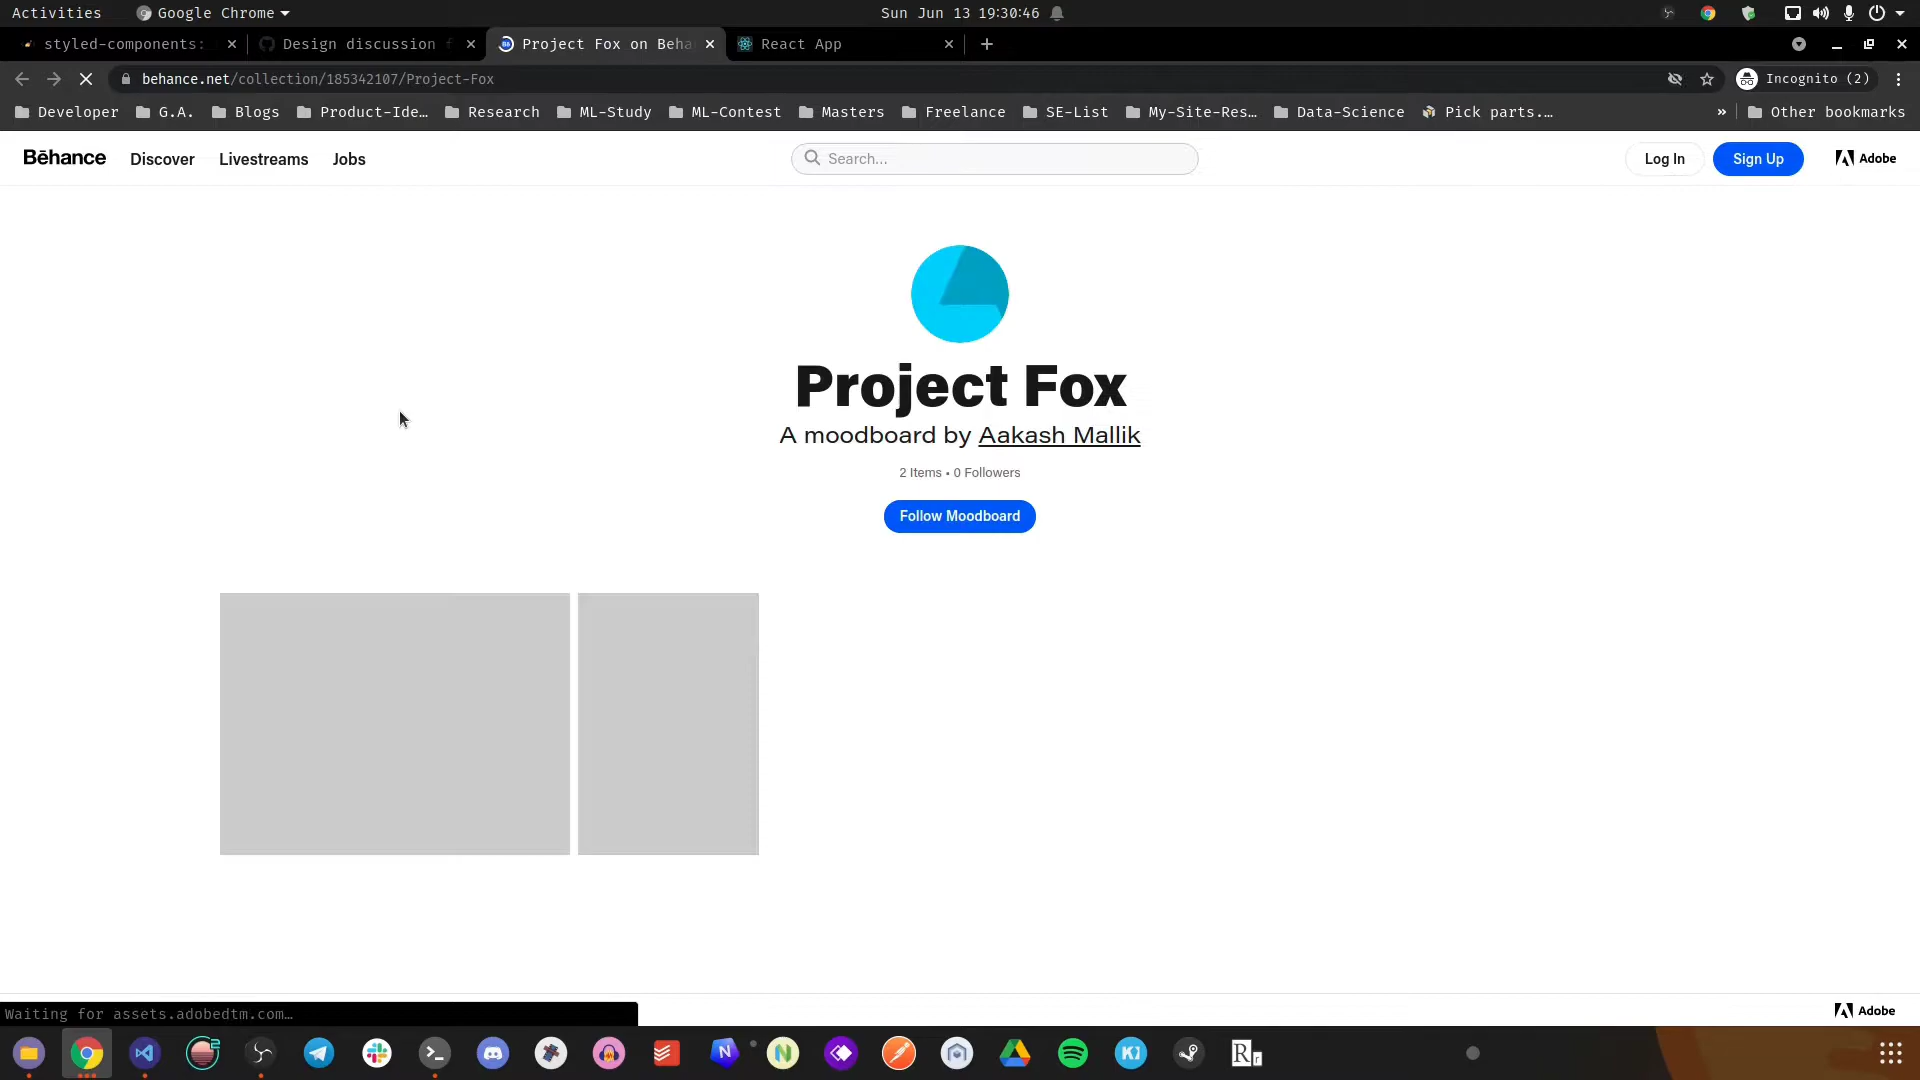 Activities Google Chrome Sun Jun 13 19:30:46
styled-components: Design discussion f Project Fox on Beha React App
behance.net/collection/185342107/Project-Fox Incognito (2)
Developer G.A. Blogs Product-Ide… Research ML-Study ML-Contest Masters Freelance SE-List My-Site-Res… Data-Science Pick parts.… » Other bookmarks
Bēhance Discover Livestreams Jobs Search... Log In Sign Up Adobe
Project Fox
A moodboard by Aakash Mallik
2 Items • 0 Followers
Follow Moodboard
Waiting for assets.adobedtm.com… Adobe